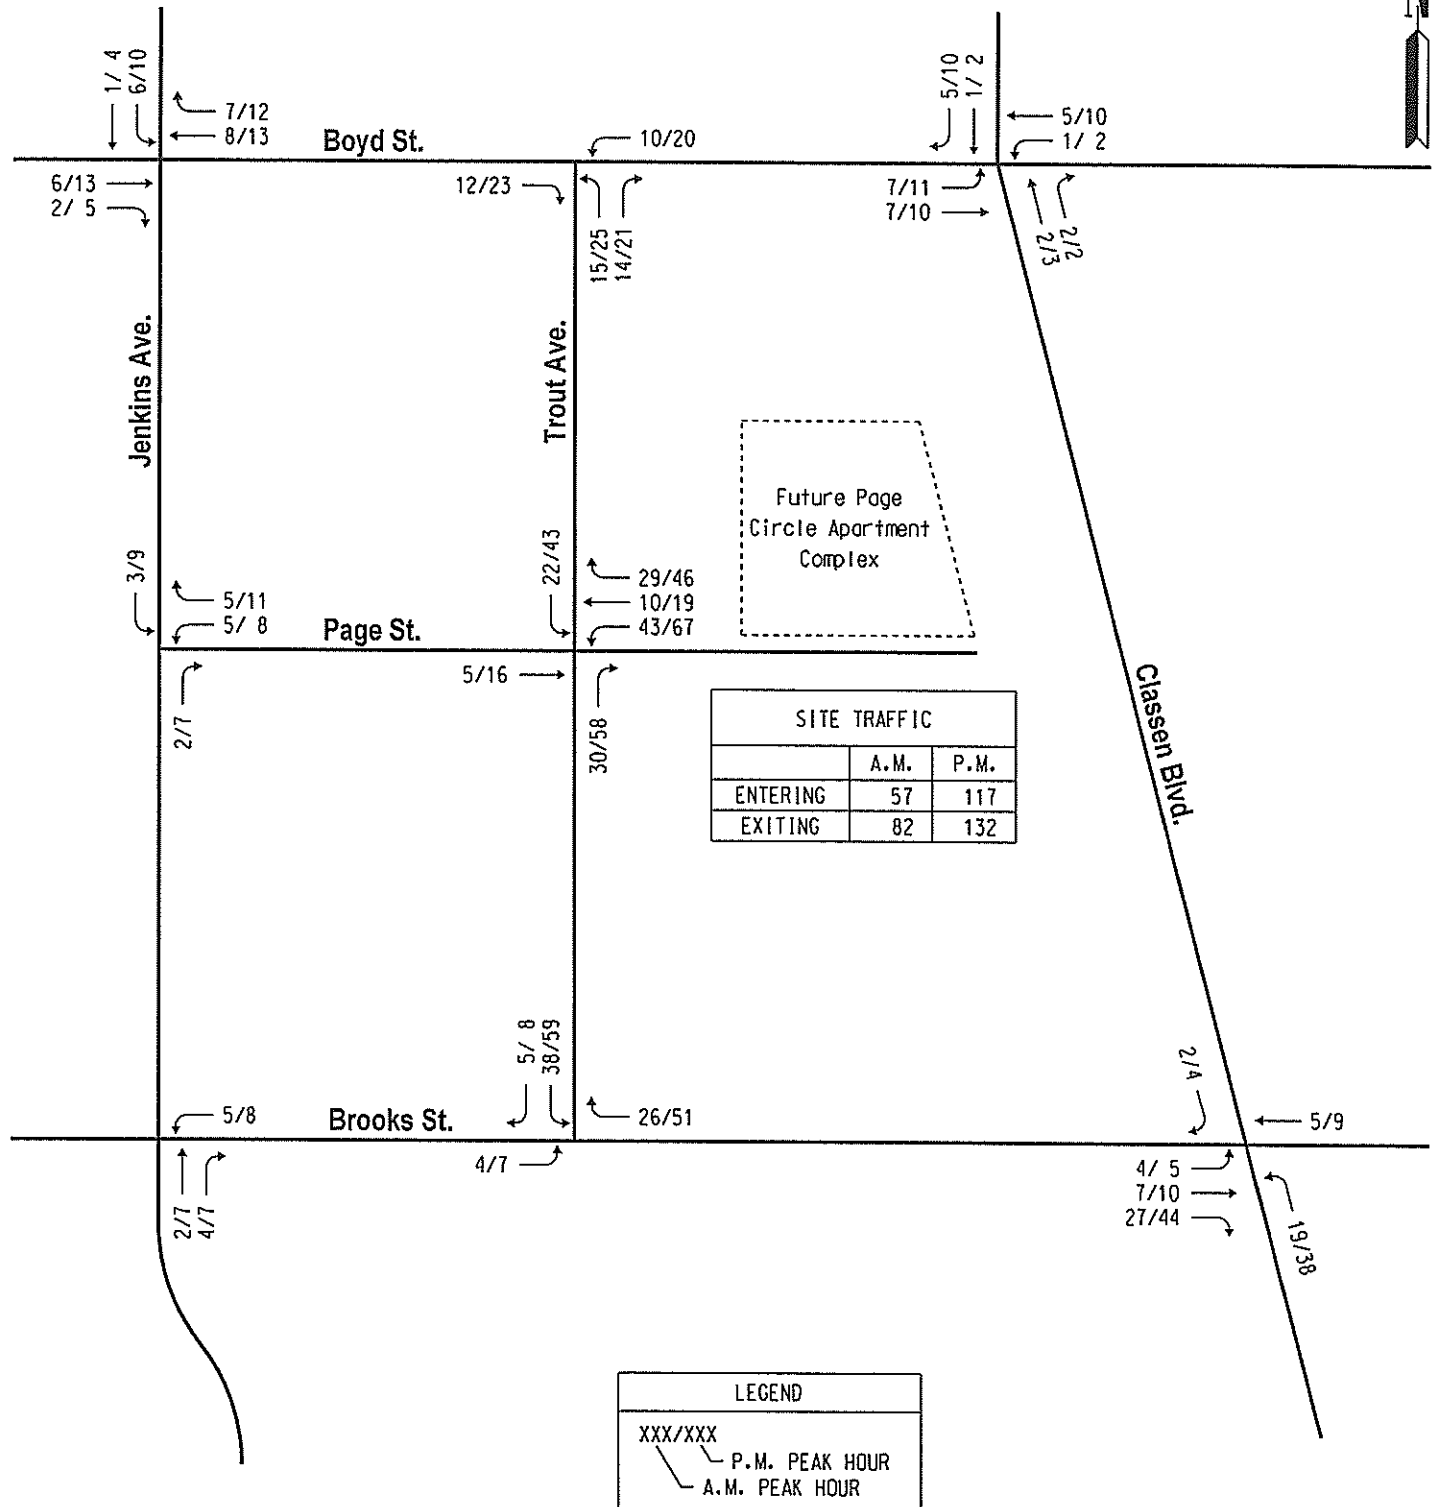 1/ 4
6/10
7/12
8/13
Boyd St.
10/20
5/10
1/ 2
5/10
1/ 2
6/13
2/ 5
12/23
15/25
14/21
7/11
7/10
2/3
2/2
Jenkins Ave.
Trout Ave.
Future Page
Circle Apartment
Complex
3/9
5/11
5/ 8
Page St.
22/43
29/46
10/19
43/67
2/7
5/16
30/58
Classen Blvd.
SITE TRAFFIC
A.M. P.M.
ENTERING 57 117
EXITING 82 132
5/8
Brooks St.
5/ 8
38/59
26/51
2/4
5/9
2/7
4/7
4/7
4/ 5
7/10
27/44
19/38
LEGEND
XXX/XXX
P.M. PEAK HOUR
A.M. PEAK HOUR